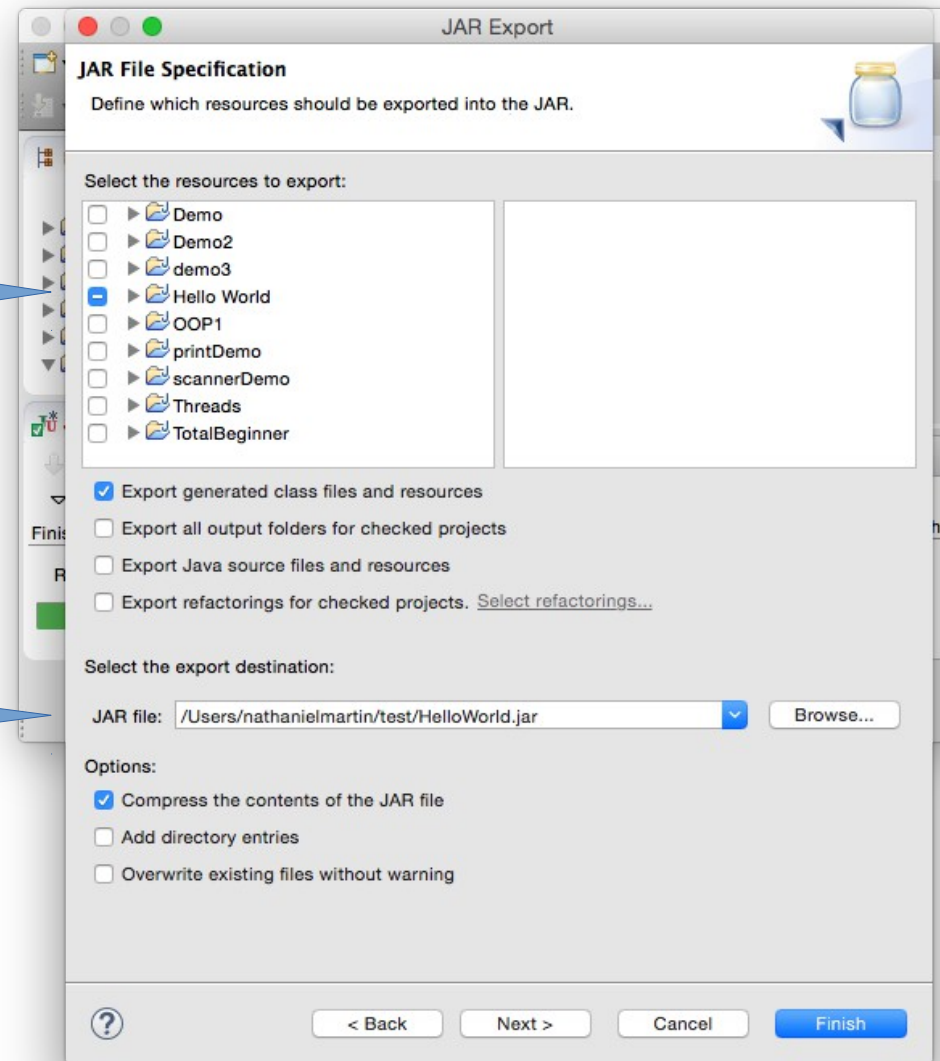 JAR Export
JAR File Specification
Define which resources should be exported into the JAR.
Select the resources to export:
Demo
Demo2
demo3
Hello World
OOP1
printDemo
scannerDemo
Threads
TotalBeginner
Export generated class files and resources
Export all output folders for checked projects
Export Java source files and resources
Export refactorings for checked projects. Select refactorings...
Finis
R
h
Select the export destination:
JAR file: /Users/nathanielmartin/test/HelloWorld.jar Browse...
Options:
Compress the contents of the JAR file
Add directory entries
Overwrite existing files without warning
? < Back Next > Cancel Finish